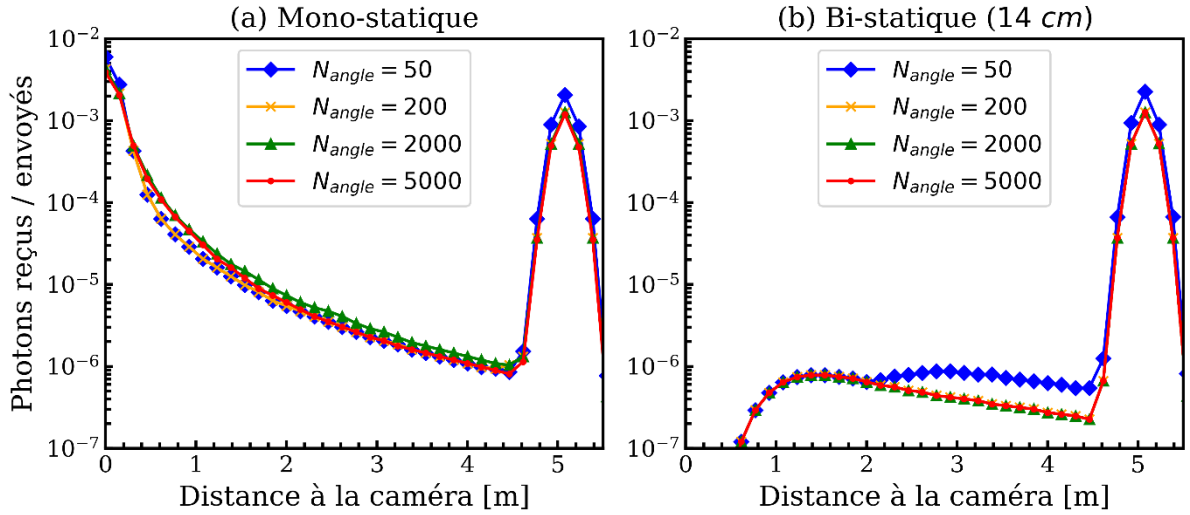 (a) Mono-statique
10⁻²
10⁻³
10⁻⁴
10⁻⁵
10⁻⁶
10⁻⁷
Photons reçus / envoyés
N_angle = 50
N_angle = 200
N_angle = 2000
N_angle = 5000
0 1 2 3 4 5
Distance à la caméra [m]
(b) Bi-statique (14 cm)
10⁻²
10⁻³
10⁻⁴
10⁻⁵
10⁻⁶
10⁻⁷
N_angle = 50
N_angle = 200
N_angle = 2000
N_angle = 5000
0 1 2 3 4 5
Distance à la caméra [m]